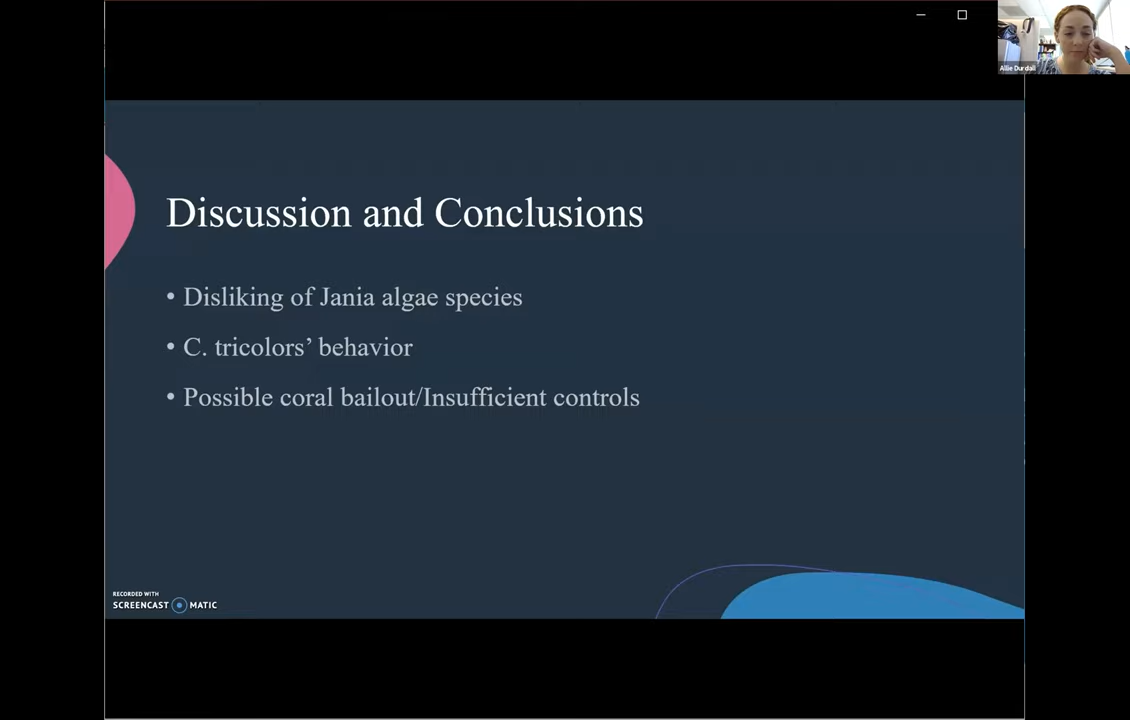 Allie Durdall
Discussion and Conclusions
• Disliking of Jania algae species
• C. tricolors’ behavior
• Possible coral bailout/Insufficient controls
RECORDED WITH
SCREENCAST MATIC